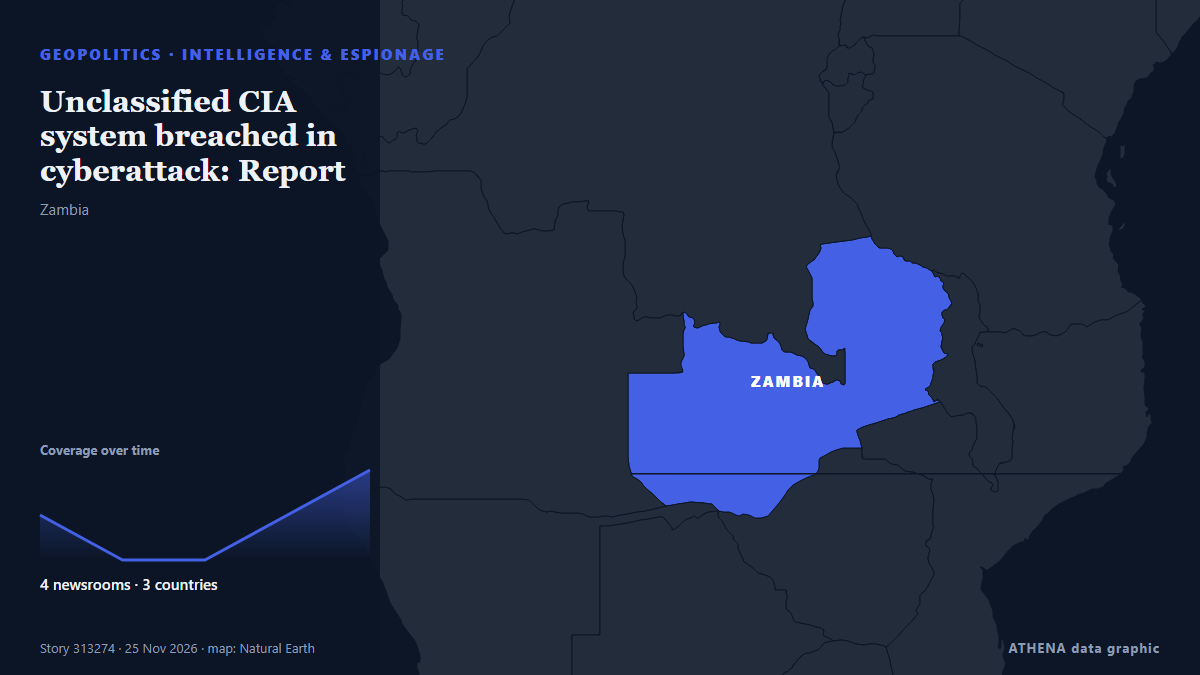 GEOPOLITICS · INTELLIGENCE & ESPIONAGE
Unclassified CIA
system breached in
cyberattack: Report
Zambia
ZAMBIA
Coverage over time
4 newsrooms · 3 countries
Story 313274 · 25 Nov 2026 · map: Natural Earth
ATHENA data graphic